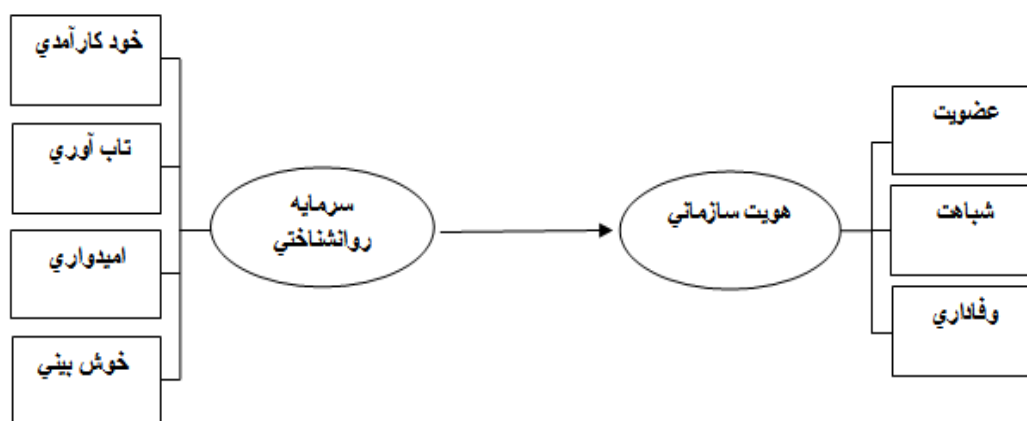 خود کارآمدي
تاب آوري
اميدواري
خوش بيني
سرمايه
روانشناختي
هويت سازماني
عضويت
شباهت
وفاداري